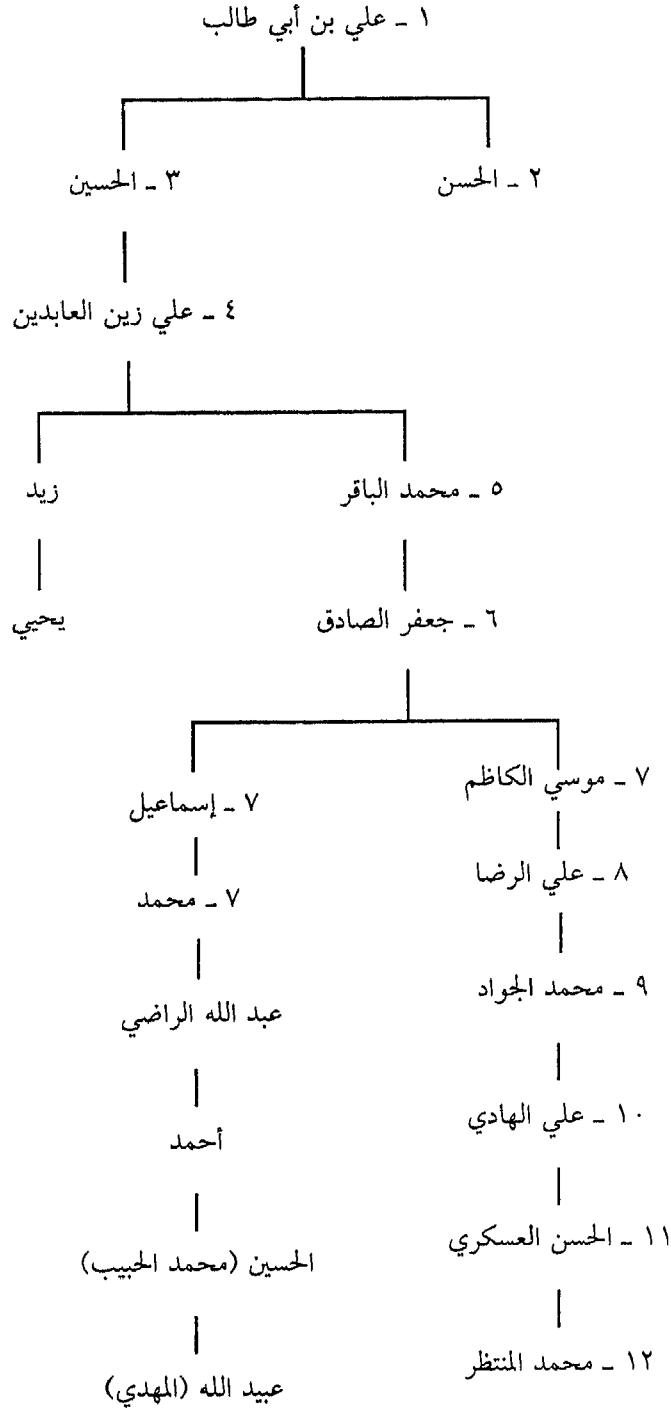 ١ ـ علي بن أبي طالب
٢ ـ الحسن
٣ ـ الحسين
٤ ـ علي زين العابدين
٥ ـ محمد الباقر
زيد
٦ ـ جعفر الصادق
يحيي
٧ ـ موسي الكاظم
٧ ـ إسماعيل
٨ ـ علي الرضا
٧ ـ محمد
٩ ـ محمد الجواد
عبد الله الراضي
١٠ ـ علي الهادي
أحمد
١١ ـ الحسن العسكري
الحسين (محمد الحبيب)
١٢ ـ محمد المنتظر
عبيد الله (المهدي)